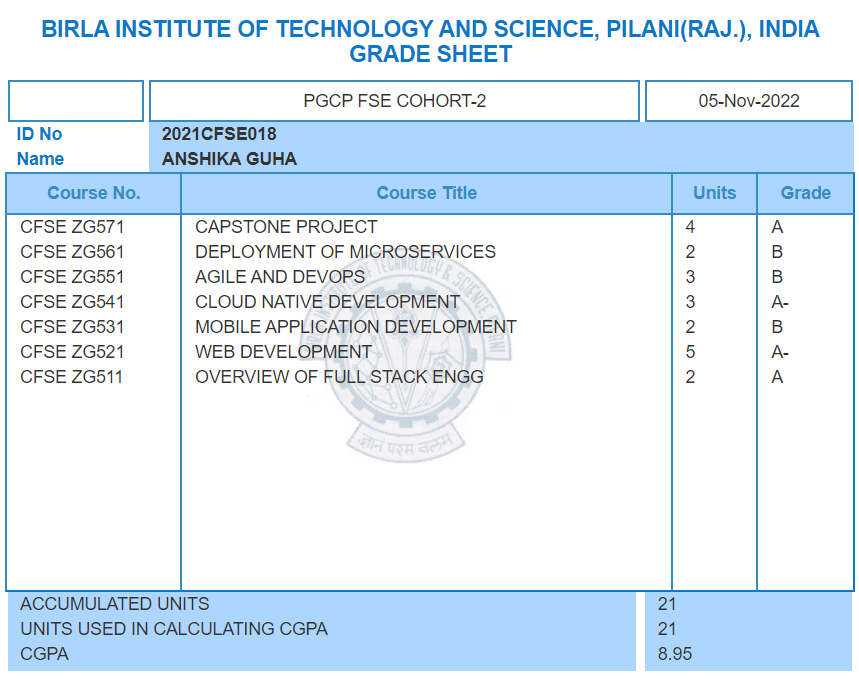 BIRLA INSTITUTE OF TECHNOLOGY AND SCIENCE, PILANI(RAJ.), INDIA
GRADE SHEET
PGCP FSE COHORT-2 05-Nov-2022
ID No 2021CFSE018
Name ANSHIKA GUHA
Course No. Course Title Units Grade
CFSE ZG571 CAPSTONE PROJECT 4 A
CFSE ZG561 DEPLOYMENT OF MICROSERVICES 2 B
CFSE ZG551 AGILE AND DEVOPS 3 B
CFSE ZG541 CLOUD NATIVE DEVELOPMENT 3 A-
CFSE ZG531 MOBILE APPLICATION DEVELOPMENT 2 B
CFSE ZG521 WEB DEVELOPMENT 5 A-
CFSE ZG511 OVERVIEW OF FULL STACK ENGG 2 A
ज्ञान परमं बलम्
ACCUMULATED UNITS 21
UNITS USED IN CALCULATING CGPA 21
CGPA 8.95